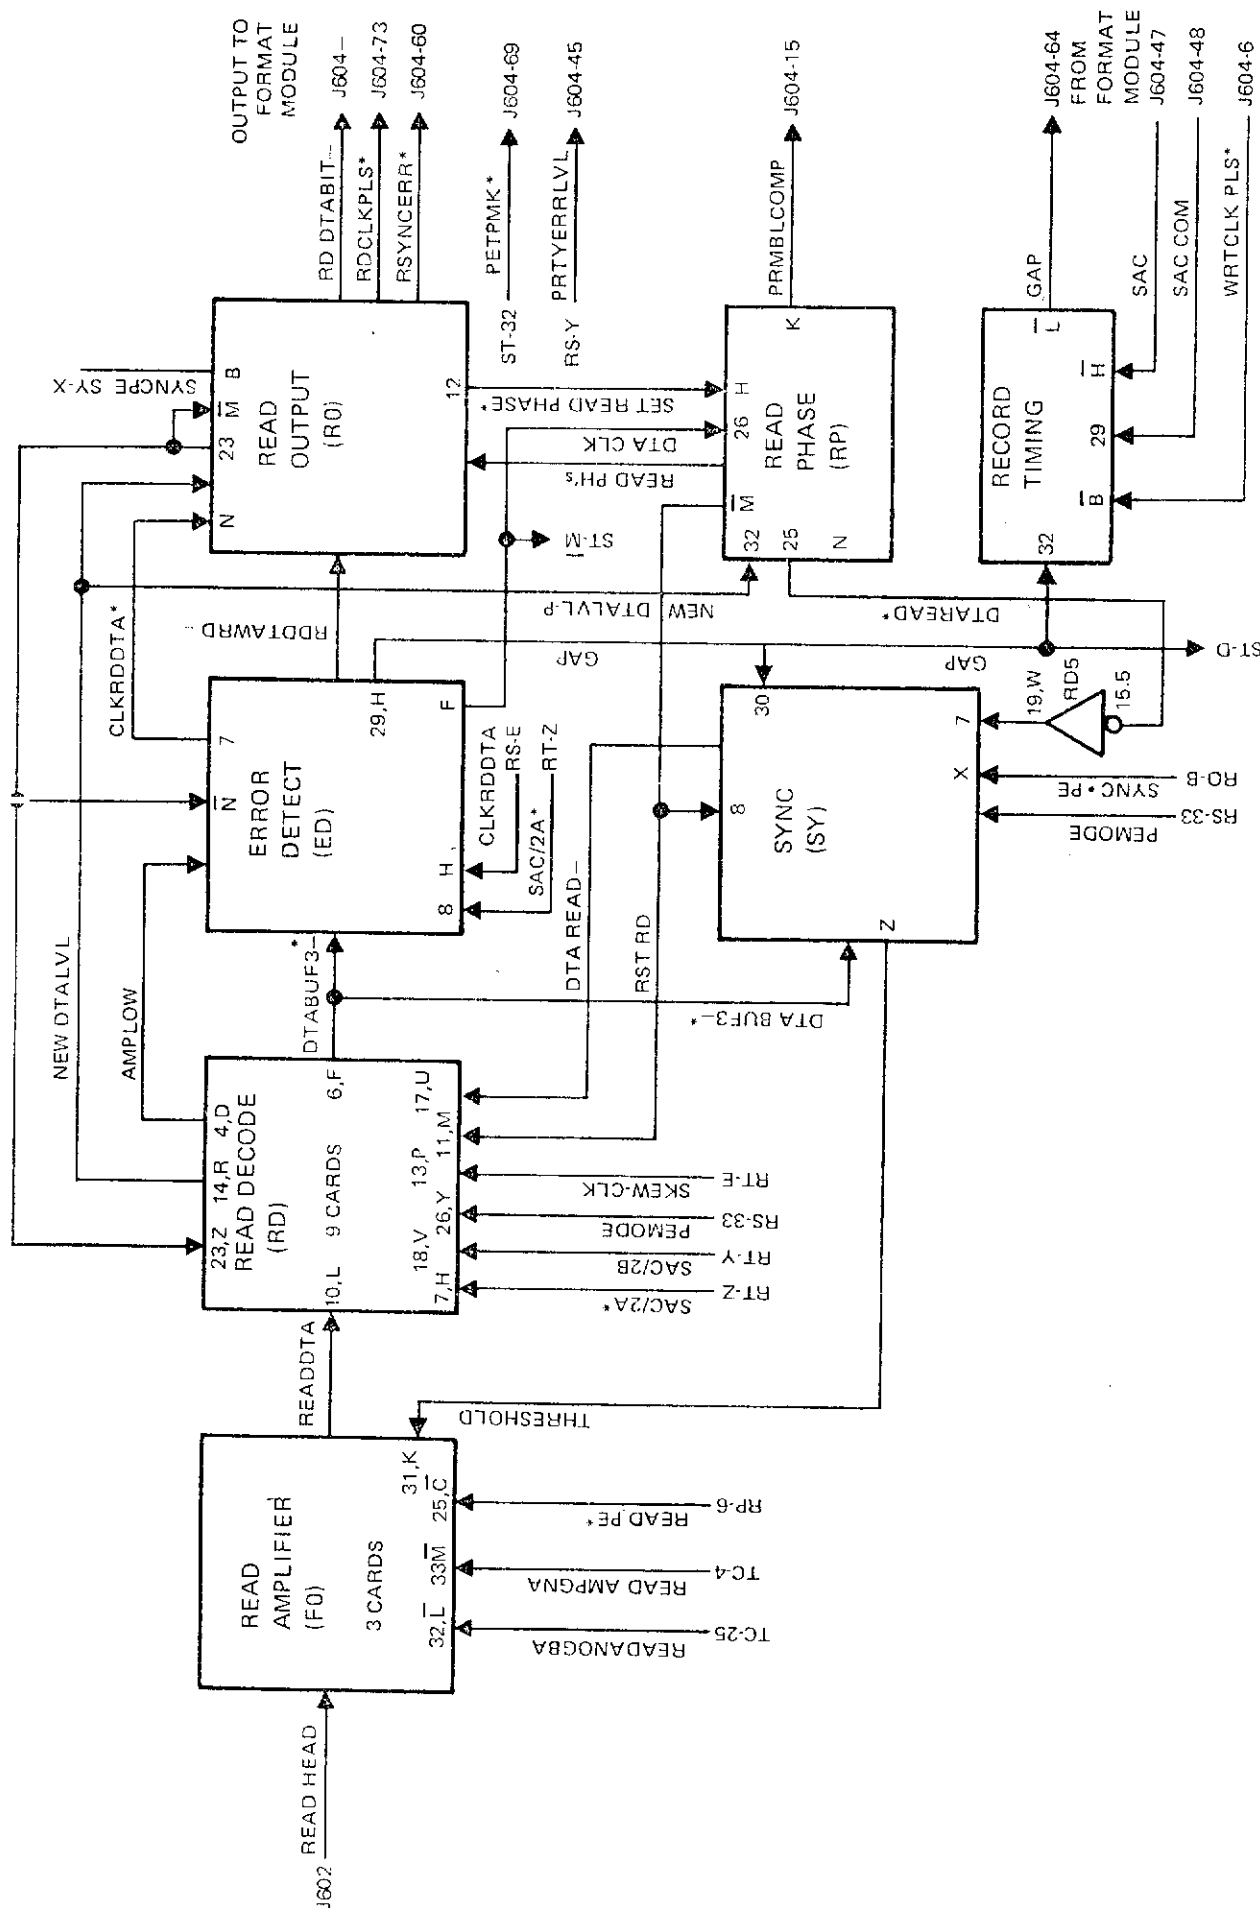 J602
READ HEAD
READ
AMPLIFIER
(F0)
3 CARDS
32,L
33M
25,C
31,K
READANOGBA
TC-25
READ AMPGNA
TC-4
READ PE*
RP-6
THRESHOLD
READDTA
23,Z
14,R
4,D
READ DECODE
(RD)
10,L
9 CARDS
6,F
7,H
18,V
26,Y
13,P
11,M
17,U
SAC/2A*
RT-Z
SAC/2B
RT-Y
PEMODE
RS-33
SKEW-CLK
RT-E
NEW DTALVL
AMPLOW
DTABUF3-*
DTA BUF3-*
DTA READ-
RST RD
N
7
ERROR
DETECT
(ED)
29,H
8
H
F
CLKRDDTA
RS-E
SAC/2A*
RT-Z
CLKRDDTA*
RDDTAWRD-
GAP
GAP
30
8
SYNC
(SY)
7
X
Z
PEMODE
RS-33
SYNC•PE
RO-B
19,W
RD5
15.5
ST-D
DTAREAD*
NEW DTALVL-P
ST-M
N
23
M
B
READ
OUTPUT
(R0)
12
SYNCPE SY-X
READ PH's
DTA CLK
SET READ PHASE*
32
M
26
H
25
READ
PHASE
(RP)
N
K
PRMBLCOMP
J604-15
OUTPUT TO
FORMAT
MODULE
RD DTABIT-
J604-
RDCLKPLS*
J604-73
RSYNCERR*
J604-60
ST-32
PETPMK*
J604-69
RS-Y
PRTYERRLVL
J604-45
32
RECORD
TIMING
B
29
H
L
GAP
J604-64
FROM
FORMAT
MODULE
SAC
J604-47
SAC COM
J604-48
WRTCLK PLS*
J604-6